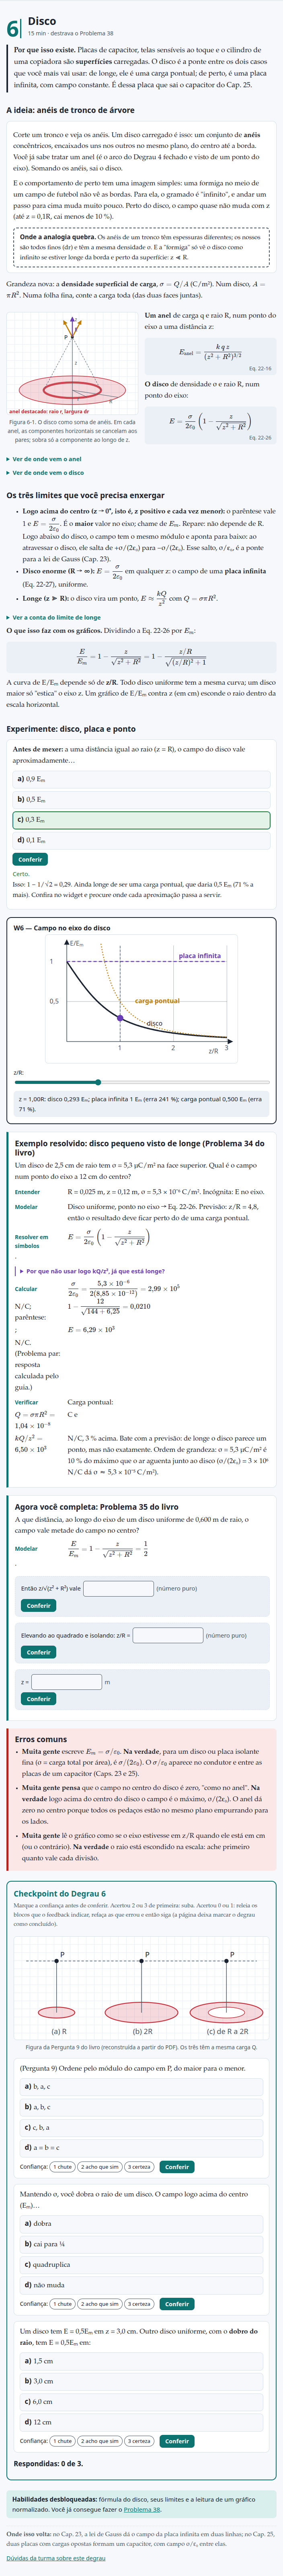 6
Disco
15 min · destrava o Problema 38
Por que isso existe. Placas de capacitor, telas sensíveis ao toque e o cilindro de
uma copiadora são superfícies carregadas. O disco é a ponte entre os dois casos
que você mais vai usar: de longe, ele é uma carga pontual; de perto, é uma placa
infinita, com campo constante. É dessa placa que sai o capacitor do Cap. 25.
A ideia: anéis de tronco de árvore
Corte um tronco e veja os anéis. Um disco carregado é isso: um conjunto de anéis
concêntricos, encaixados uns nos outros no mesmo plano, do centro até a borda.
Você já sabe tratar um anel (é o arco do Degrau 4 fechado e visto de um ponto do
eixo). Somando os anéis, sai o disco.
E o comportamento de perto tem uma imagem simples: uma formiga no meio de
um campo de futebol não vê as bordas. Para ela, o gramado é "infinito", e andar um
passo para cima muda muito pouco. Perto do disco, o campo quase não muda com z
(até z = 0,1R, cai menos de 10 %).
Onde a analogia quebra. Os anéis de um tronco têm espessuras diferentes; os nossos
são todos finos (dr) e têm a mesma densidade σ. E a "formiga" só vê o disco como
infinito se estiver longe da borda e perto da superfície: z ≪ R.
Grandeza nova: a densidade superficial de carga, σ = Q/A (C/m²). Num disco, A =
πR². Numa folha fina, conte a carga toda (das duas faces juntas).
P
z
anel destacado: raio r, largura dr
Figura 6-1. O disco como soma de anéis. Em cada
anel, as componentes horizontais se cancelam aos
pares; sobra só a componente ao longo de z.
Um anel de carga q e raio R, num ponto do
eixo a uma distância z:
E_anel = k q z / (z² + R²)^{3/2}
Eq. 22-16
O disco de densidade σ e raio R, num
ponto do eixo:
E = σ/2ε₀ (1 − z/√(z² + R²))
Eq. 22-26
▶ Ver de onde vem o anel
▶ Ver de onde vem o disco
Os três limites que você precisa enxergar
• Logo acima do centro (z → 0⁺, isto é, z positivo e cada vez menor): o parêntese vale
1 e E = σ/2ε₀. É o maior valor no eixo; chame de Eₘ. Repare: não depende de R.
Logo abaixo do disco, o campo tem o mesmo módulo e aponta para baixo: ao
atravessar o disco, ele salta de +σ/(2ε₀) para −σ/(2ε₀). Esse salto, σ/ε₀, é a ponte
para a lei de Gauss (Cap. 23).
• Disco enorme (R → ∞): E = σ/2ε₀ em qualquer z: o campo de uma placa infinita
(Eq. 22-27), uniforme.
• Longe (z ≫ R): o disco vira um ponto, E ≈ kQ/z² com Q = σπR².
▶ Ver a conta do limite de longe
O que isso faz com os gráficos. Dividindo a Eq. 22-26 por Eₘ:
E/Eₘ = 1 − z/√(z² + R²) = 1 − (z/R)/√((z/R)² + 1)
A curva de E/Eₘ depende só de z/R. Todo disco uniforme tem a mesma curva; um disco
maior só "estica" o eixo z. Um gráfico de E/Eₘ contra z (em cm) esconde o raio dentro da
escala horizontal.
Experimente: disco, placa e ponto
Antes de mexer: a uma distância igual ao raio (z = R), o campo do disco vale
aproximadamente…
a) 0,9 Eₘ
b) 0,5 Eₘ
c) 0,3 Eₘ
d) 0,1 Eₘ
Conferir
Certo.
Isso: 1 − 1/√2 = 0,29. Ainda longe de ser uma carga pontual, que daria 0,5 Eₘ (71 % a
mais). Confira no widget e procure onde cada aproximação passa a servir.
W6 — Campo no eixo do disco
E/Eₘ
placa infinita
1
0,5
carga pontual
disco
1
2
3
z/R
z/R:
z = 1,00R: disco 0,293 Eₘ; placa infinita 1 Eₘ (erra 241 %); carga pontual 0,500 Eₘ (erra
71 %).
Exemplo resolvido: disco pequeno visto de longe (Problema 34 do
livro)
Um disco de 2,5 cm de raio tem σ = 5,3 μC/m² na face superior. Qual é o campo
num ponto do eixo a 12 cm do centro?
Entender
R = 0,025 m, z = 0,12 m, σ = 5,3 × 10⁻⁶ C/m². Incógnita: E no eixo.
Modelar
Disco uniforme, ponto no eixo → Eq. 22-26. Previsão: z/R = 4,8,
então o resultado deve ficar perto do de uma carga pontual.
Resolver em
símbolos
E = σ/2ε₀ (1 − z/√(z² + R²))
.
▶ Por que não usar logo kQ/z², já que está longe?
Calcular
σ/2ε₀ = 5,3 × 10⁻⁶ / 2(8,85 × 10⁻¹²) = 2,99 × 10⁵
N/C;
parêntese:
1 − 12/√(144 + 6,25) = 0,0210
;
E = 6,29 × 10³
N/C.
(Problema par:
resposta
calculada pelo
guia.)
Verificar
Carga pontual:
Q = σπR² =
1,04 × 10⁻⁸
C e
kQ/z² =
6,50 × 10³
N/C, 3 % acima. Bate com a previsão: de longe o disco parece um
ponto, mas não exatamente. Ordem de grandeza: σ = 5,3 μC/m² é
10 % do máximo que o ar aguenta junto ao disco (σ/(2ε₀) = 3 × 10⁶
N/C dá σ ≈ 5,3 × 10⁻⁵ C/m²).
Agora você completa: Problema 35 do livro
A que distância, ao longo do eixo de um disco uniforme de 0,600 m de raio, o
campo vale metade do campo no centro?
Modelar
E/Eₘ = 1 − z/√(z² + R²) = 1/2
.
Então z/√(z² + R²) vale
(número puro)
Conferir
Elevando ao quadrado e isolando: z/R =
(número puro)
Conferir
z =
m
Conferir
Erros comuns
• Muita gente escreve Eₘ = σ/ε₀. Na verdade, para um disco ou placa isolante
fina (σ = carga total por área), é σ/(2ε₀). O σ/ε₀ aparece no condutor e entre as
placas de um capacitor (Caps. 23 e 25).
• Muita gente pensa que o campo no centro do disco é zero, "como no anel". Na
verdade logo acima do centro do disco o campo é o máximo, σ/(2ε₀). O anel dá
zero no centro porque todos os pedaços estão no mesmo plano empurrando para
os lados.
• Muita gente lê o gráfico como se o eixo estivesse em z/R quando ele está em cm
(ou o contrário). Na verdade o raio está escondido na escala: ache primeiro
quanto vale cada divisão.
Checkpoint do Degrau 6
Marque a confiança antes de conferir. Acertou 2 ou 3 de primeira: suba. Acertou 0 ou 1: releia os
blocos que o feedback indicar, refaça as que errou e então siga (a página deixa marcar o degrau
como concluído).
P
P
P
(a) R
(b) 2R
(c) de R a 2R
Figura da Pergunta 9 do livro (reconstruída a partir do PDF). Os três têm a mesma carga Q.
(Pergunta 9) Ordene pelo módulo do campo em P, do maior para o menor.
a) b, a, c
b) a, b, c
c) c, b, a
d) a = b = c
Confiança: 1 chute 2 acho que sim 3 certeza Conferir
Mantendo σ, você dobra o raio de um disco. O campo logo acima do centro
(Eₘ)…
a) dobra
b) cai para ¼
c) quadruplica
d) não muda
Confiança: 1 chute 2 acho que sim 3 certeza Conferir
Um disco tem E = 0,5Eₘ em z = 3,0 cm. Outro disco uniforme, com o dobro do
raio, tem E = 0,5Eₘ em:
a) 1,5 cm
b) 3,0 cm
c) 6,0 cm
d) 12 cm
Confiança: 1 chute 2 acho que sim 3 certeza Conferir
Respondidas: 0 de 3.
Habilidades desbloqueadas: fórmula do disco, seus limites e a leitura de um gráfico
normalizado. Você já consegue fazer o Problema 38.
Onde isso volta: no Cap. 23, a lei de Gauss dá o campo da placa infinita em duas linhas; no Cap. 25,
duas placas com cargas opostas formam um capacitor, com campo σ/ε₀ entre elas.
Dúvidas da turma sobre este degrau